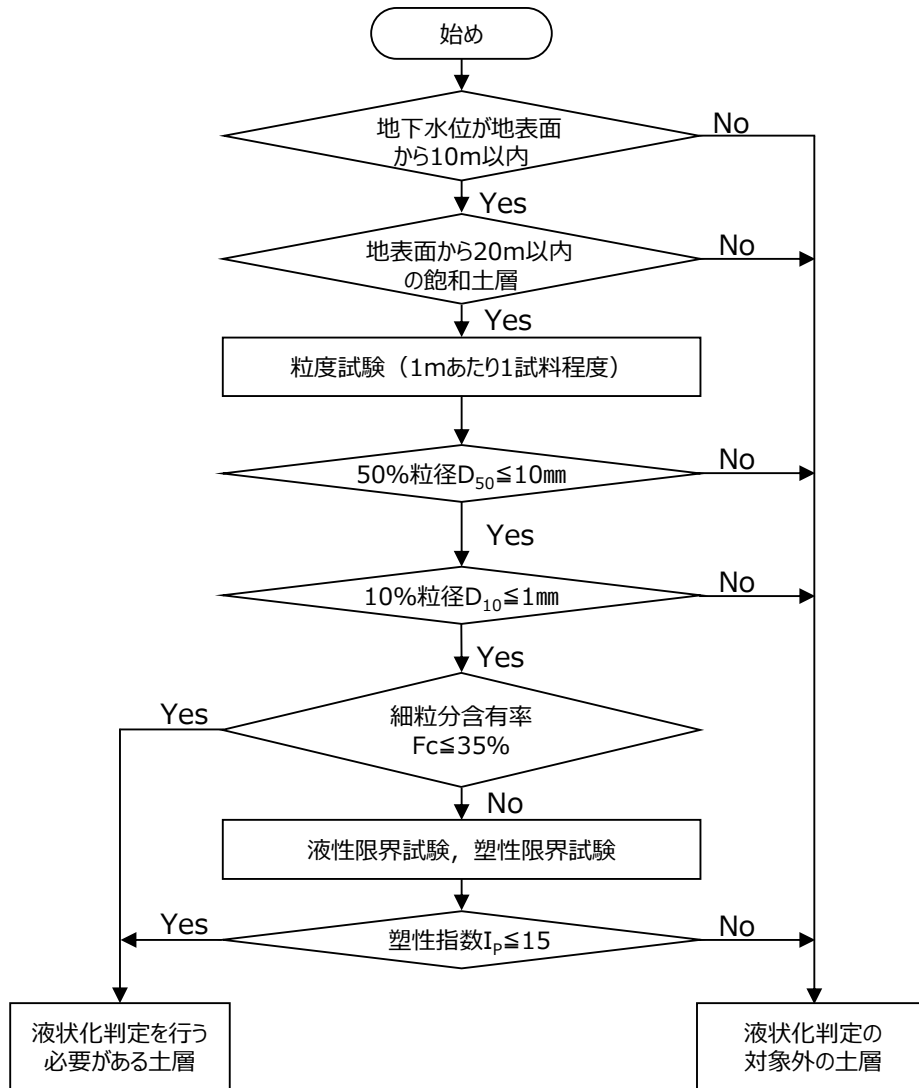 始め
地下水位が地表面
から10m以内
No
Yes
地表面から20m以内
の飽和土層
No
Yes
粒度試験（1mあたり1試料程度）
50%粒径D₅₀≦10㎜
No
Yes
10%粒径D₁₀≦1㎜
No
Yes
細粒分含有率
Fc≦35%
Yes
No
液性限界試験，塑性限界試験
Yes
塑性指数Iₚ≦15
No
液状化判定を行う
必要がある土層
液状化判定の
対象外の土層